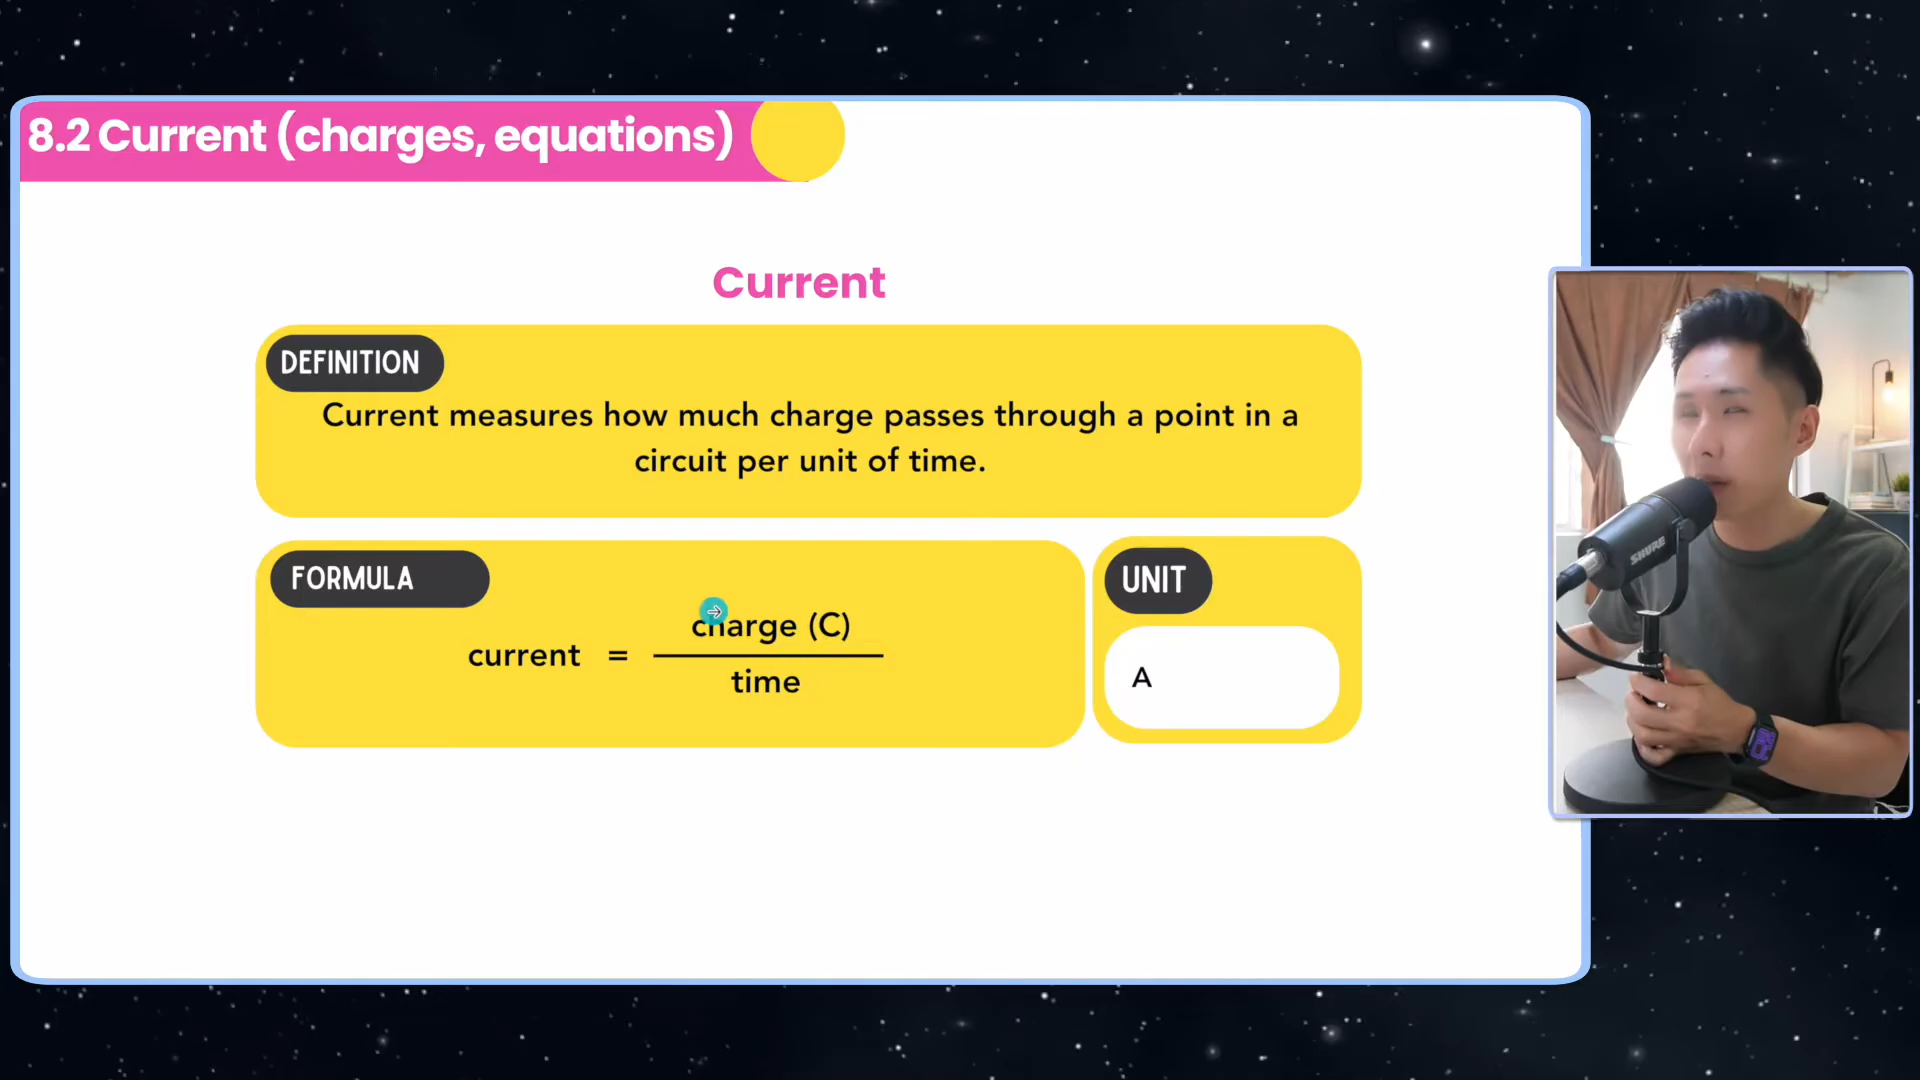 8.2 Current (charges, equations)
Current
DEFINITION
Current measures how much charge passes through a point in a
circuit per unit of time.
FORMULA
current = charge (C)
time
UNIT
A
SHURE